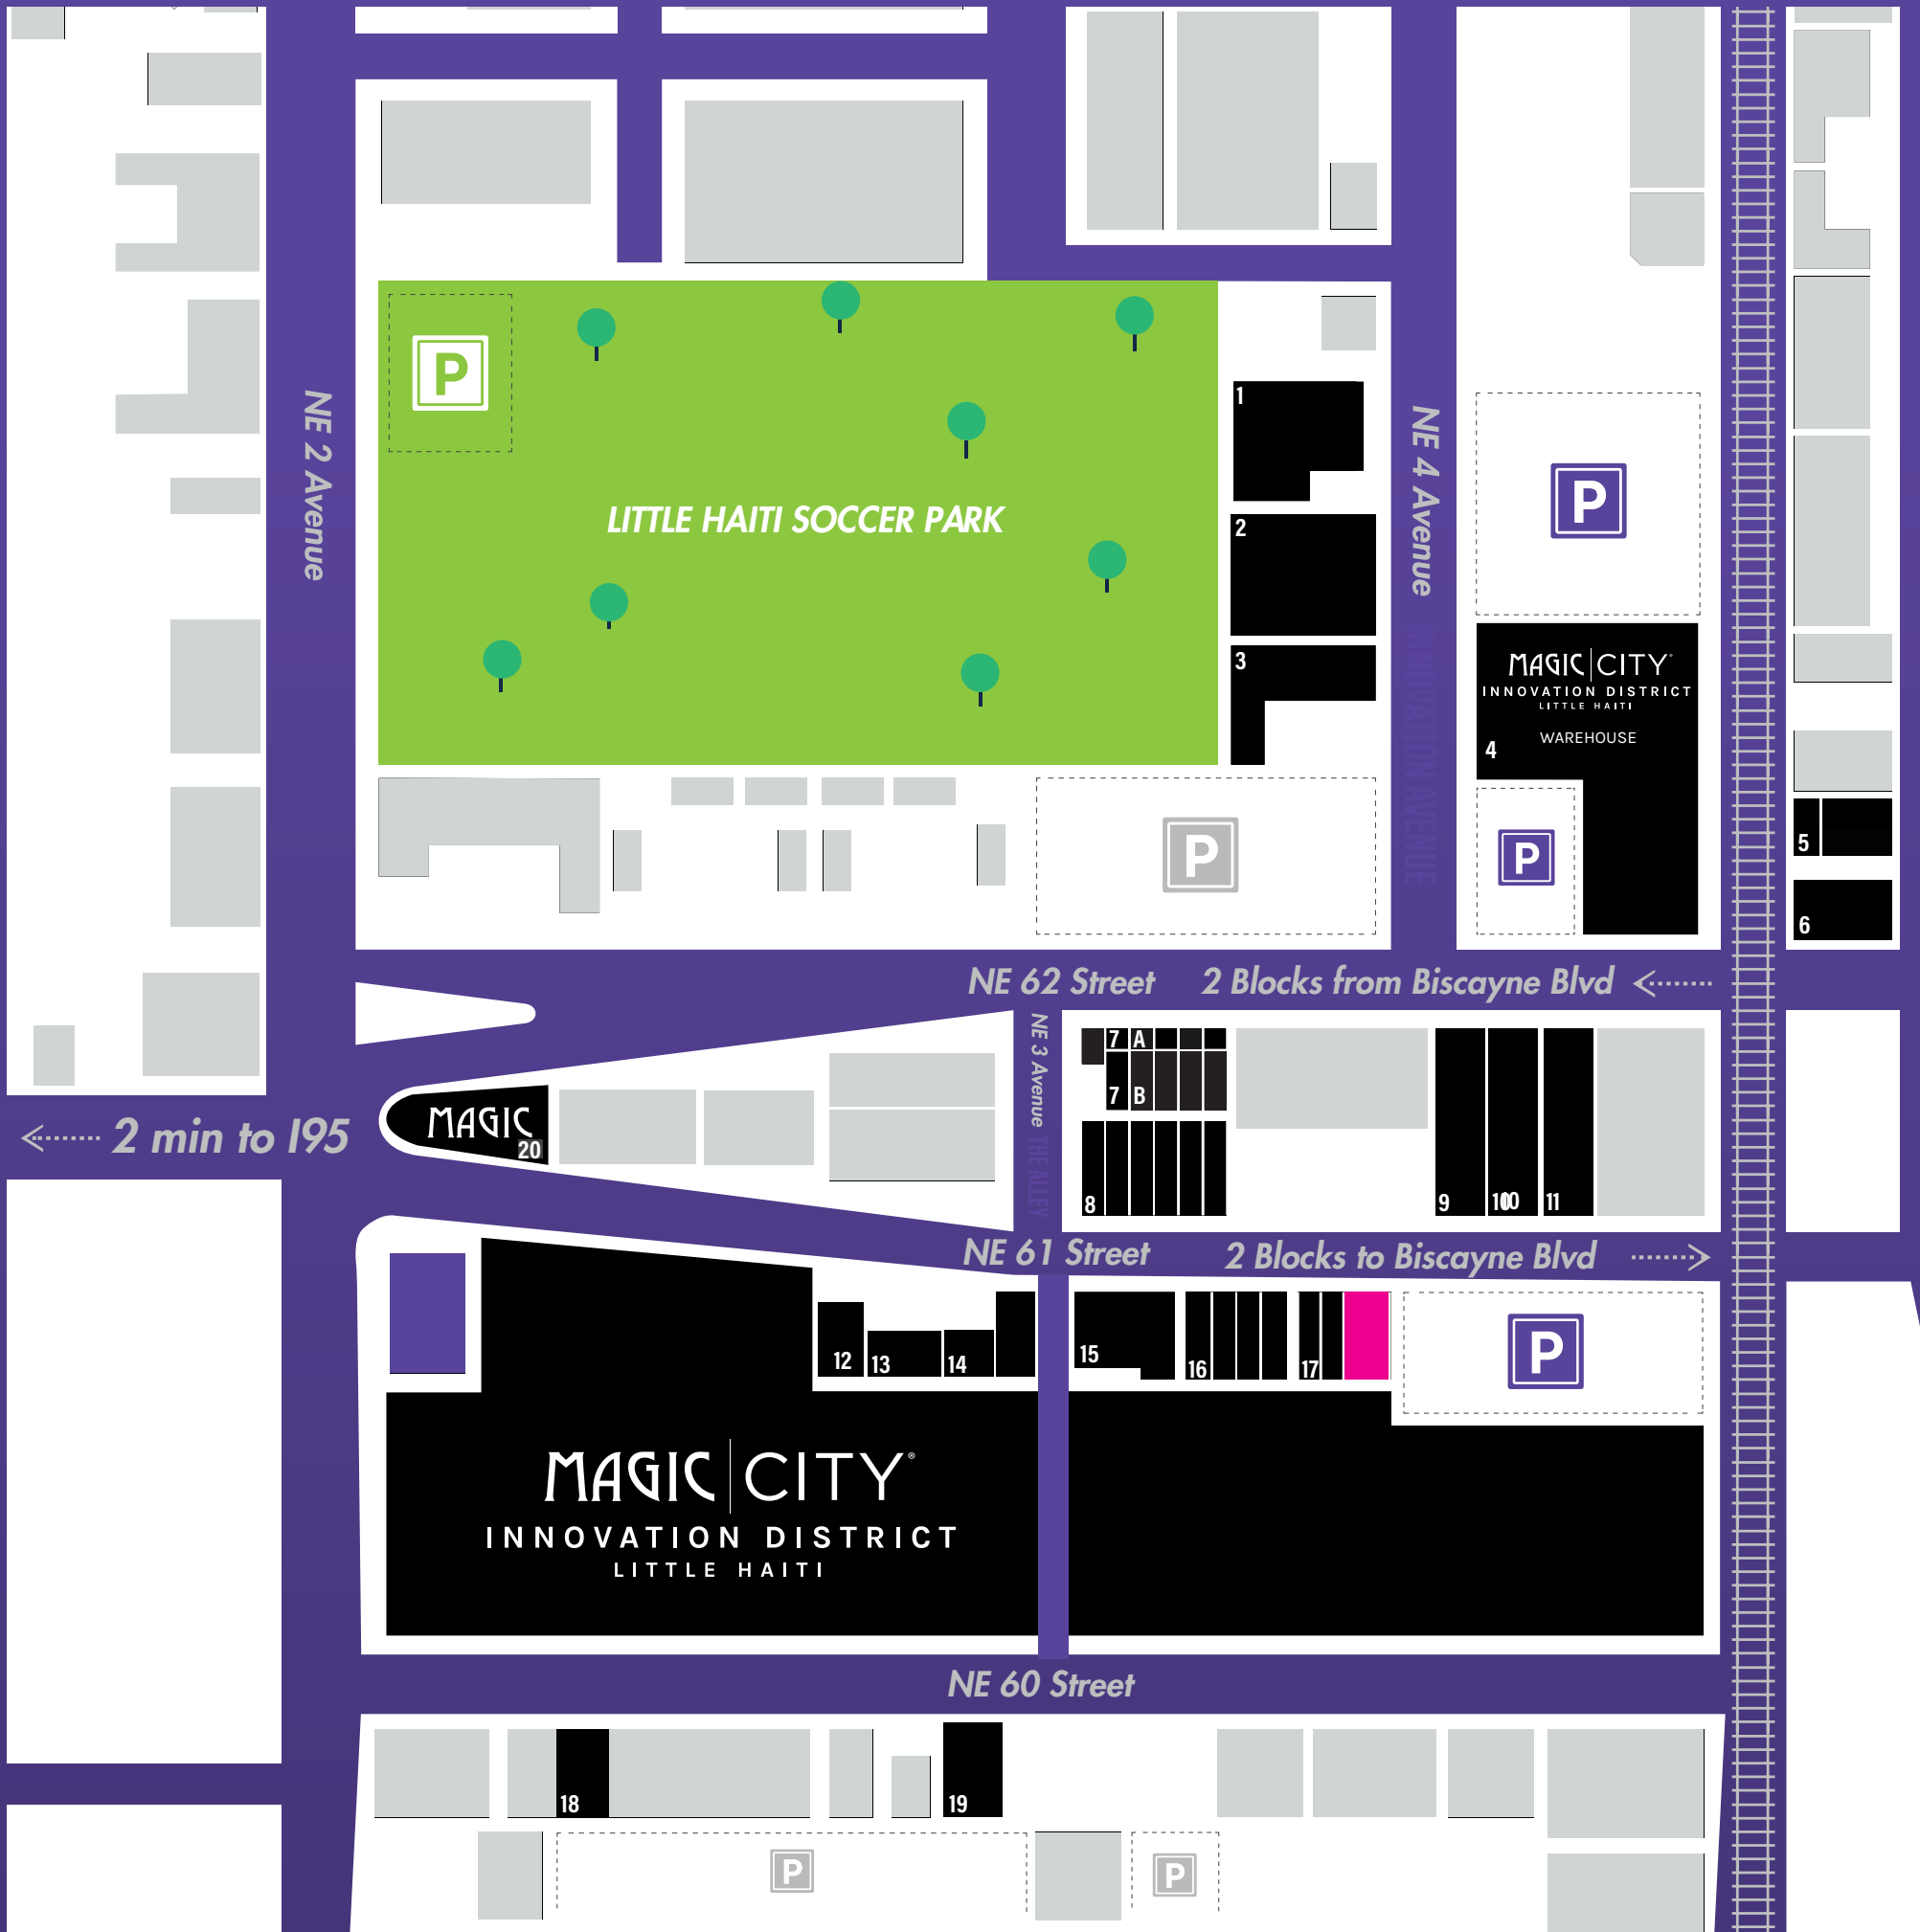 P
LITTLE HAITI SOCCER PARK
NE 2 Avenue
NE 4 Avenue
INNOVATION AVENUE
1
2
3
P
MAGIC|CITY
INNOVATION DISTRICT
LITTLE HAITI
WAREHOUSE
4
P
P
5
6
NE 62 Street
2 Blocks from Biscayne Blvd
NE 3 Avenue
THE ALLEY
7 A
7 B
8
9
10
11
2 min to I95
MAGIC
20
NE 61 Street
2 Blocks to Biscayne Blvd
12
13
14
15
16
17
P
MAGIC|CITY®
INNOVATION DISTRICT
LITTLE HAITI
NE 60 Street
18
19
P
P